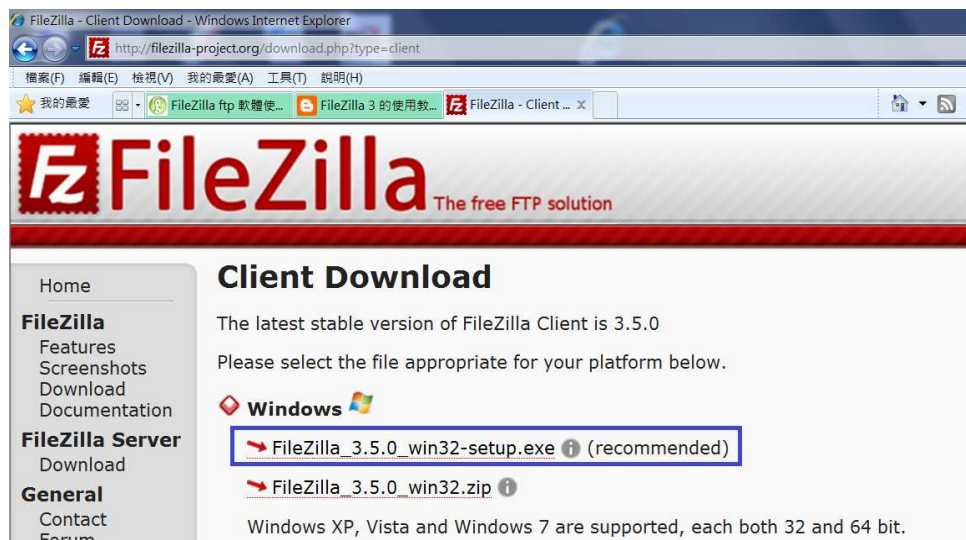 FileZilla - Client Download - Windows Internet Explorer
http://filezilla-project.org/download.php?type=client
檔案(F) 編輯(E) 檢視(V) 我的最愛(A) 工具(T) 說明(H)
我的最愛 FileZilla ftp 軟體使... FileZilla 3 的使用教... FileZilla - Client ... x
Fz FileZilla The free FTP solution
Home
FileZilla
Features
Screenshots
Download
Documentation
FileZilla Server
Download
General
Contact
Forum
Client Download
The latest stable version of FileZilla Client is 3.5.0
Please select the file appropriate for your platform below.
Windows
FileZilla_3.5.0_win32-setup.exe i (recommended)
FileZilla_3.5.0_win32.zip i
Windows XP, Vista and Windows 7 are supported, each both 32 and 64 bit.